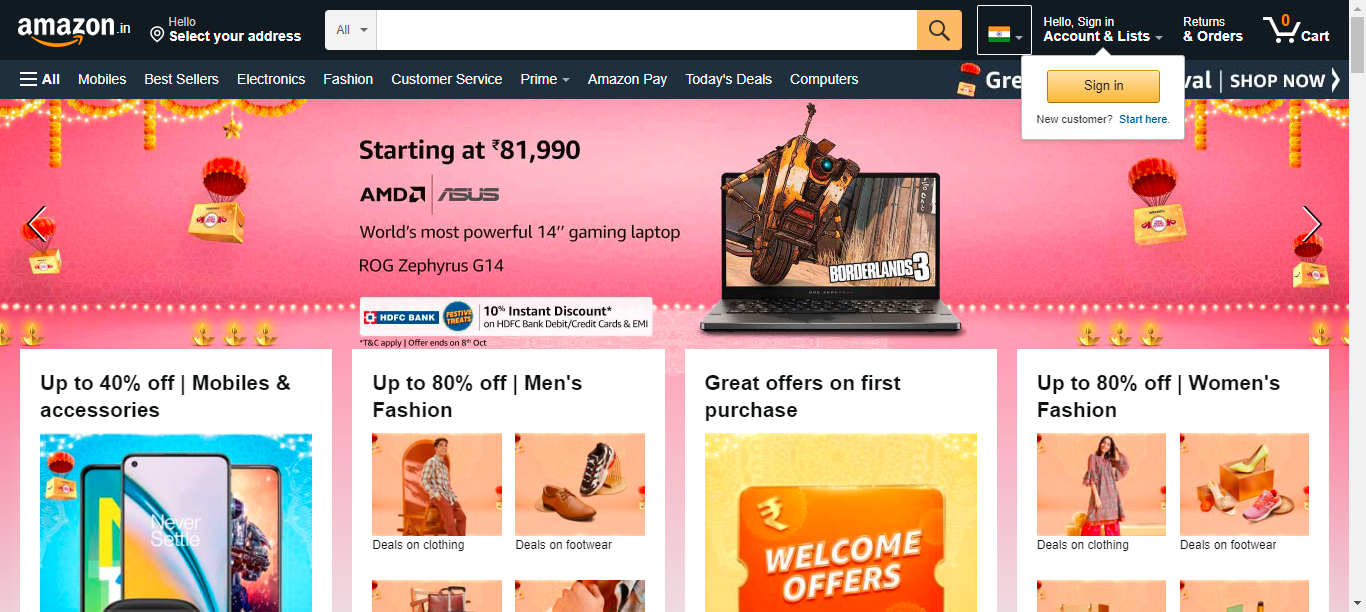 amazon.in
Hello
Select your address
All
Hello, Sign in
Account & Lists
Returns
& Orders
0
Cart
All
Mobiles
Best Sellers
Electronics
Fashion
Customer Service
Prime
Amazon Pay
Today's Deals
Computers
Gre
val | SHOP NOW
Sign in
New customer? Start here.
Starting at ₹81,990
AMD
ASUS
World's most powerful 14'' gaming laptop
ROG Zephyrus G14
BORDERLANDS 3
HDFC BANK
FESTIVE
TREATS
10% Instant Discount*
on HDFC Bank Debit/Credit Cards & EMI
*T&C apply | Offer ends on 8th Oct
Up to 40% off | Mobiles &
accessories
Never
Settle
Up to 80% off | Men's
Fashion
Deals on clothing
Deals on footwear
Great offers on first
purchase
₹
WELCOME
OFFERS
Up to 80% off | Women's
Fashion
Deals on clothing
Deals on footwear